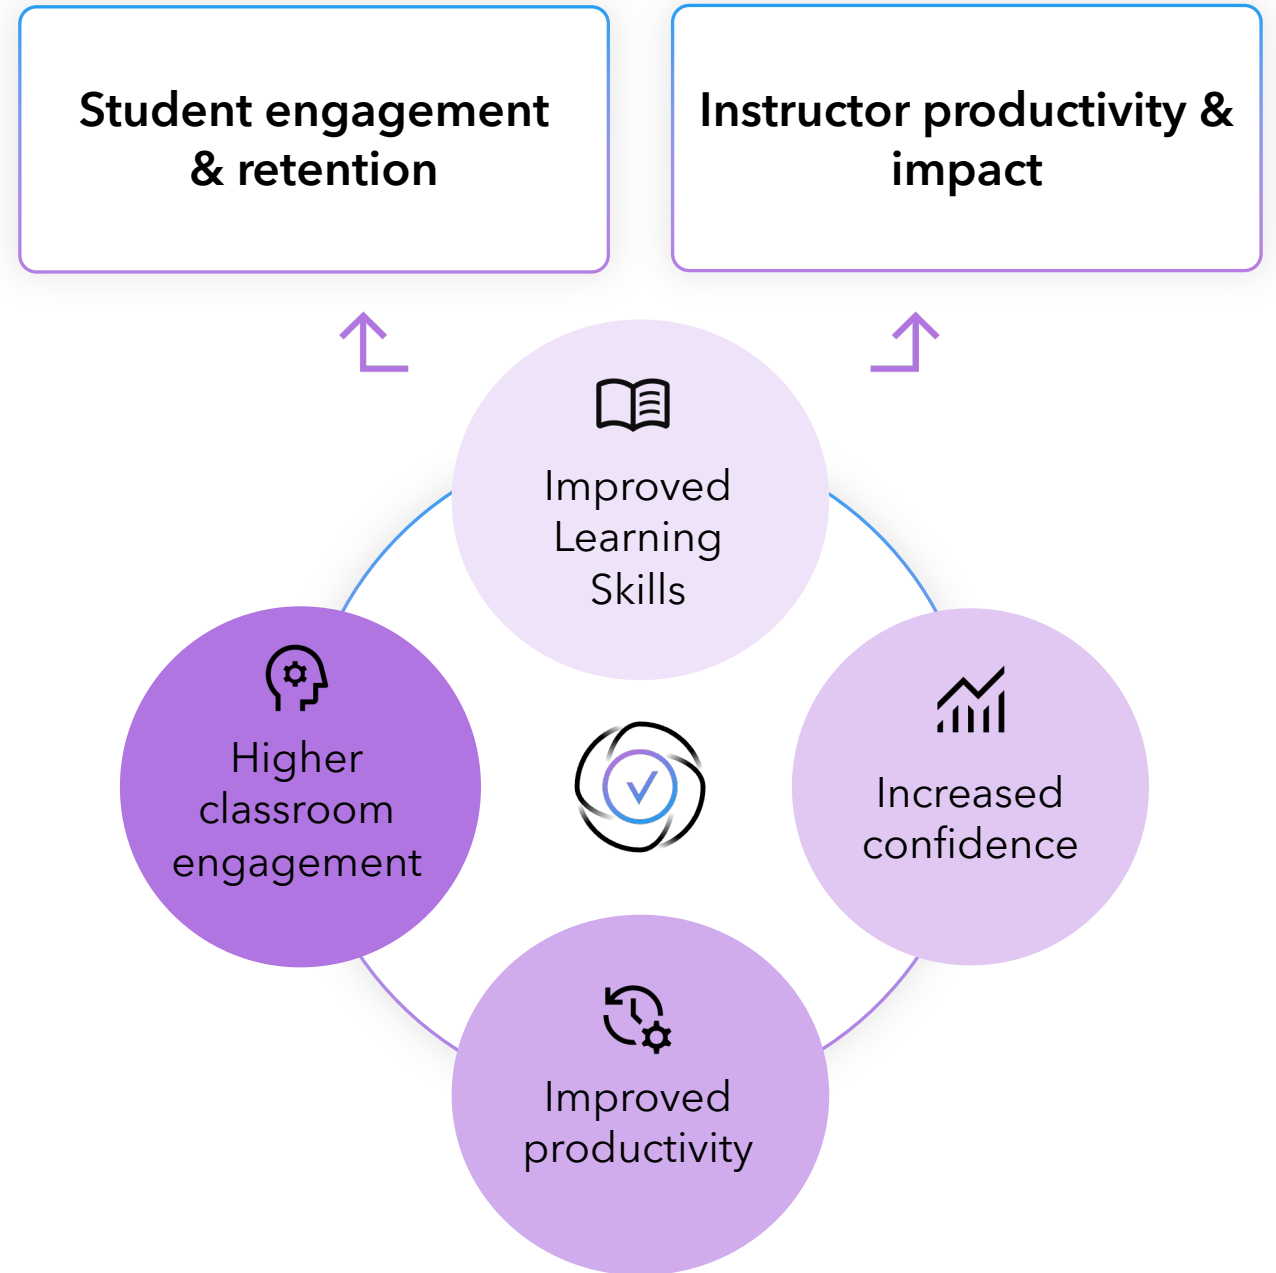 Student engagement
& retention
Instructor productivity &
impact
Improved
Learning
Skills
Higher
classroom
engagement
Increased
confidence
Improved
productivity